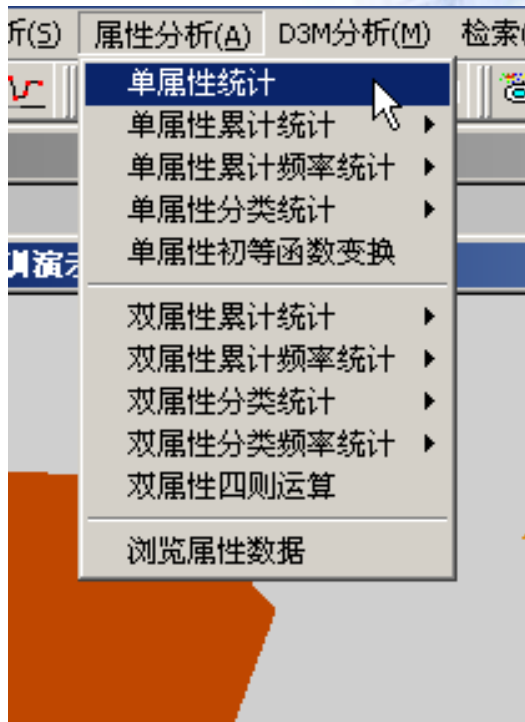 析(S) 属性分析(A) D3M分析(M) 检索(
单属性统计
单属性累计统计
单属性累计频率统计
单属性分类统计
单属性初等函数变换
训演示
双属性累计统计
双属性累计频率统计
双属性分类统计
双属性分类频率统计
双属性四则运算
浏览属性数据